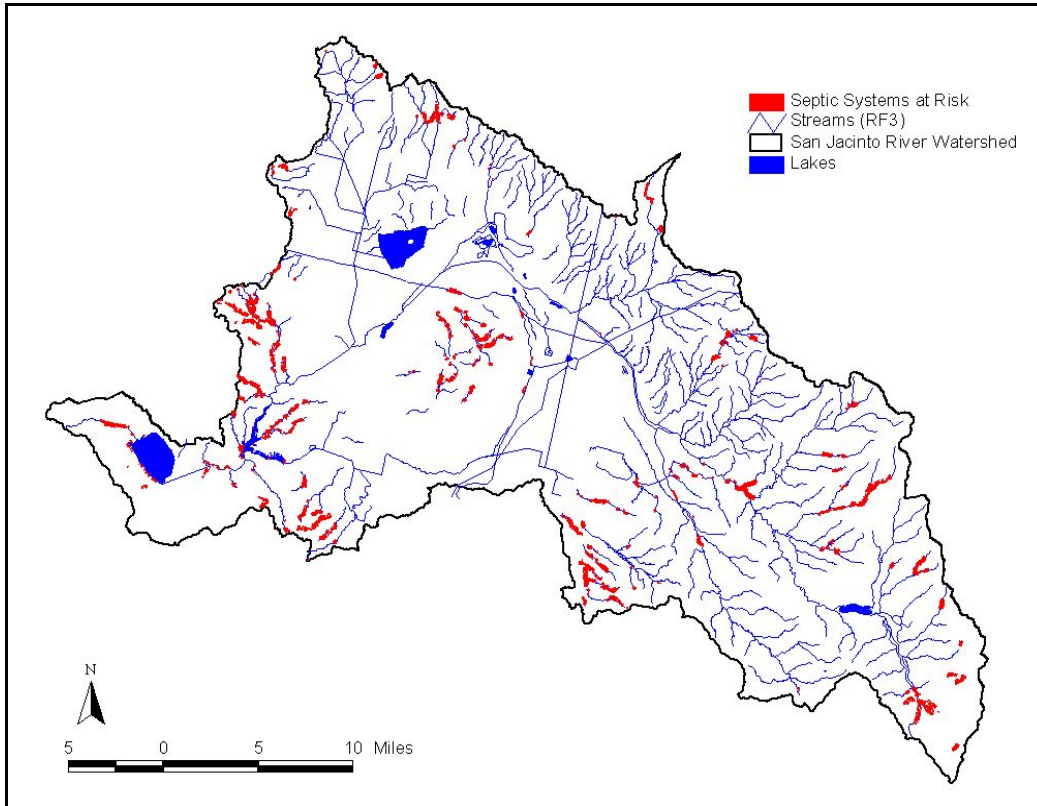 Septic Systems at Risk
Streams (RF3)
San Jacinto River Watershed
Lakes
N
5 0 5 10 Miles